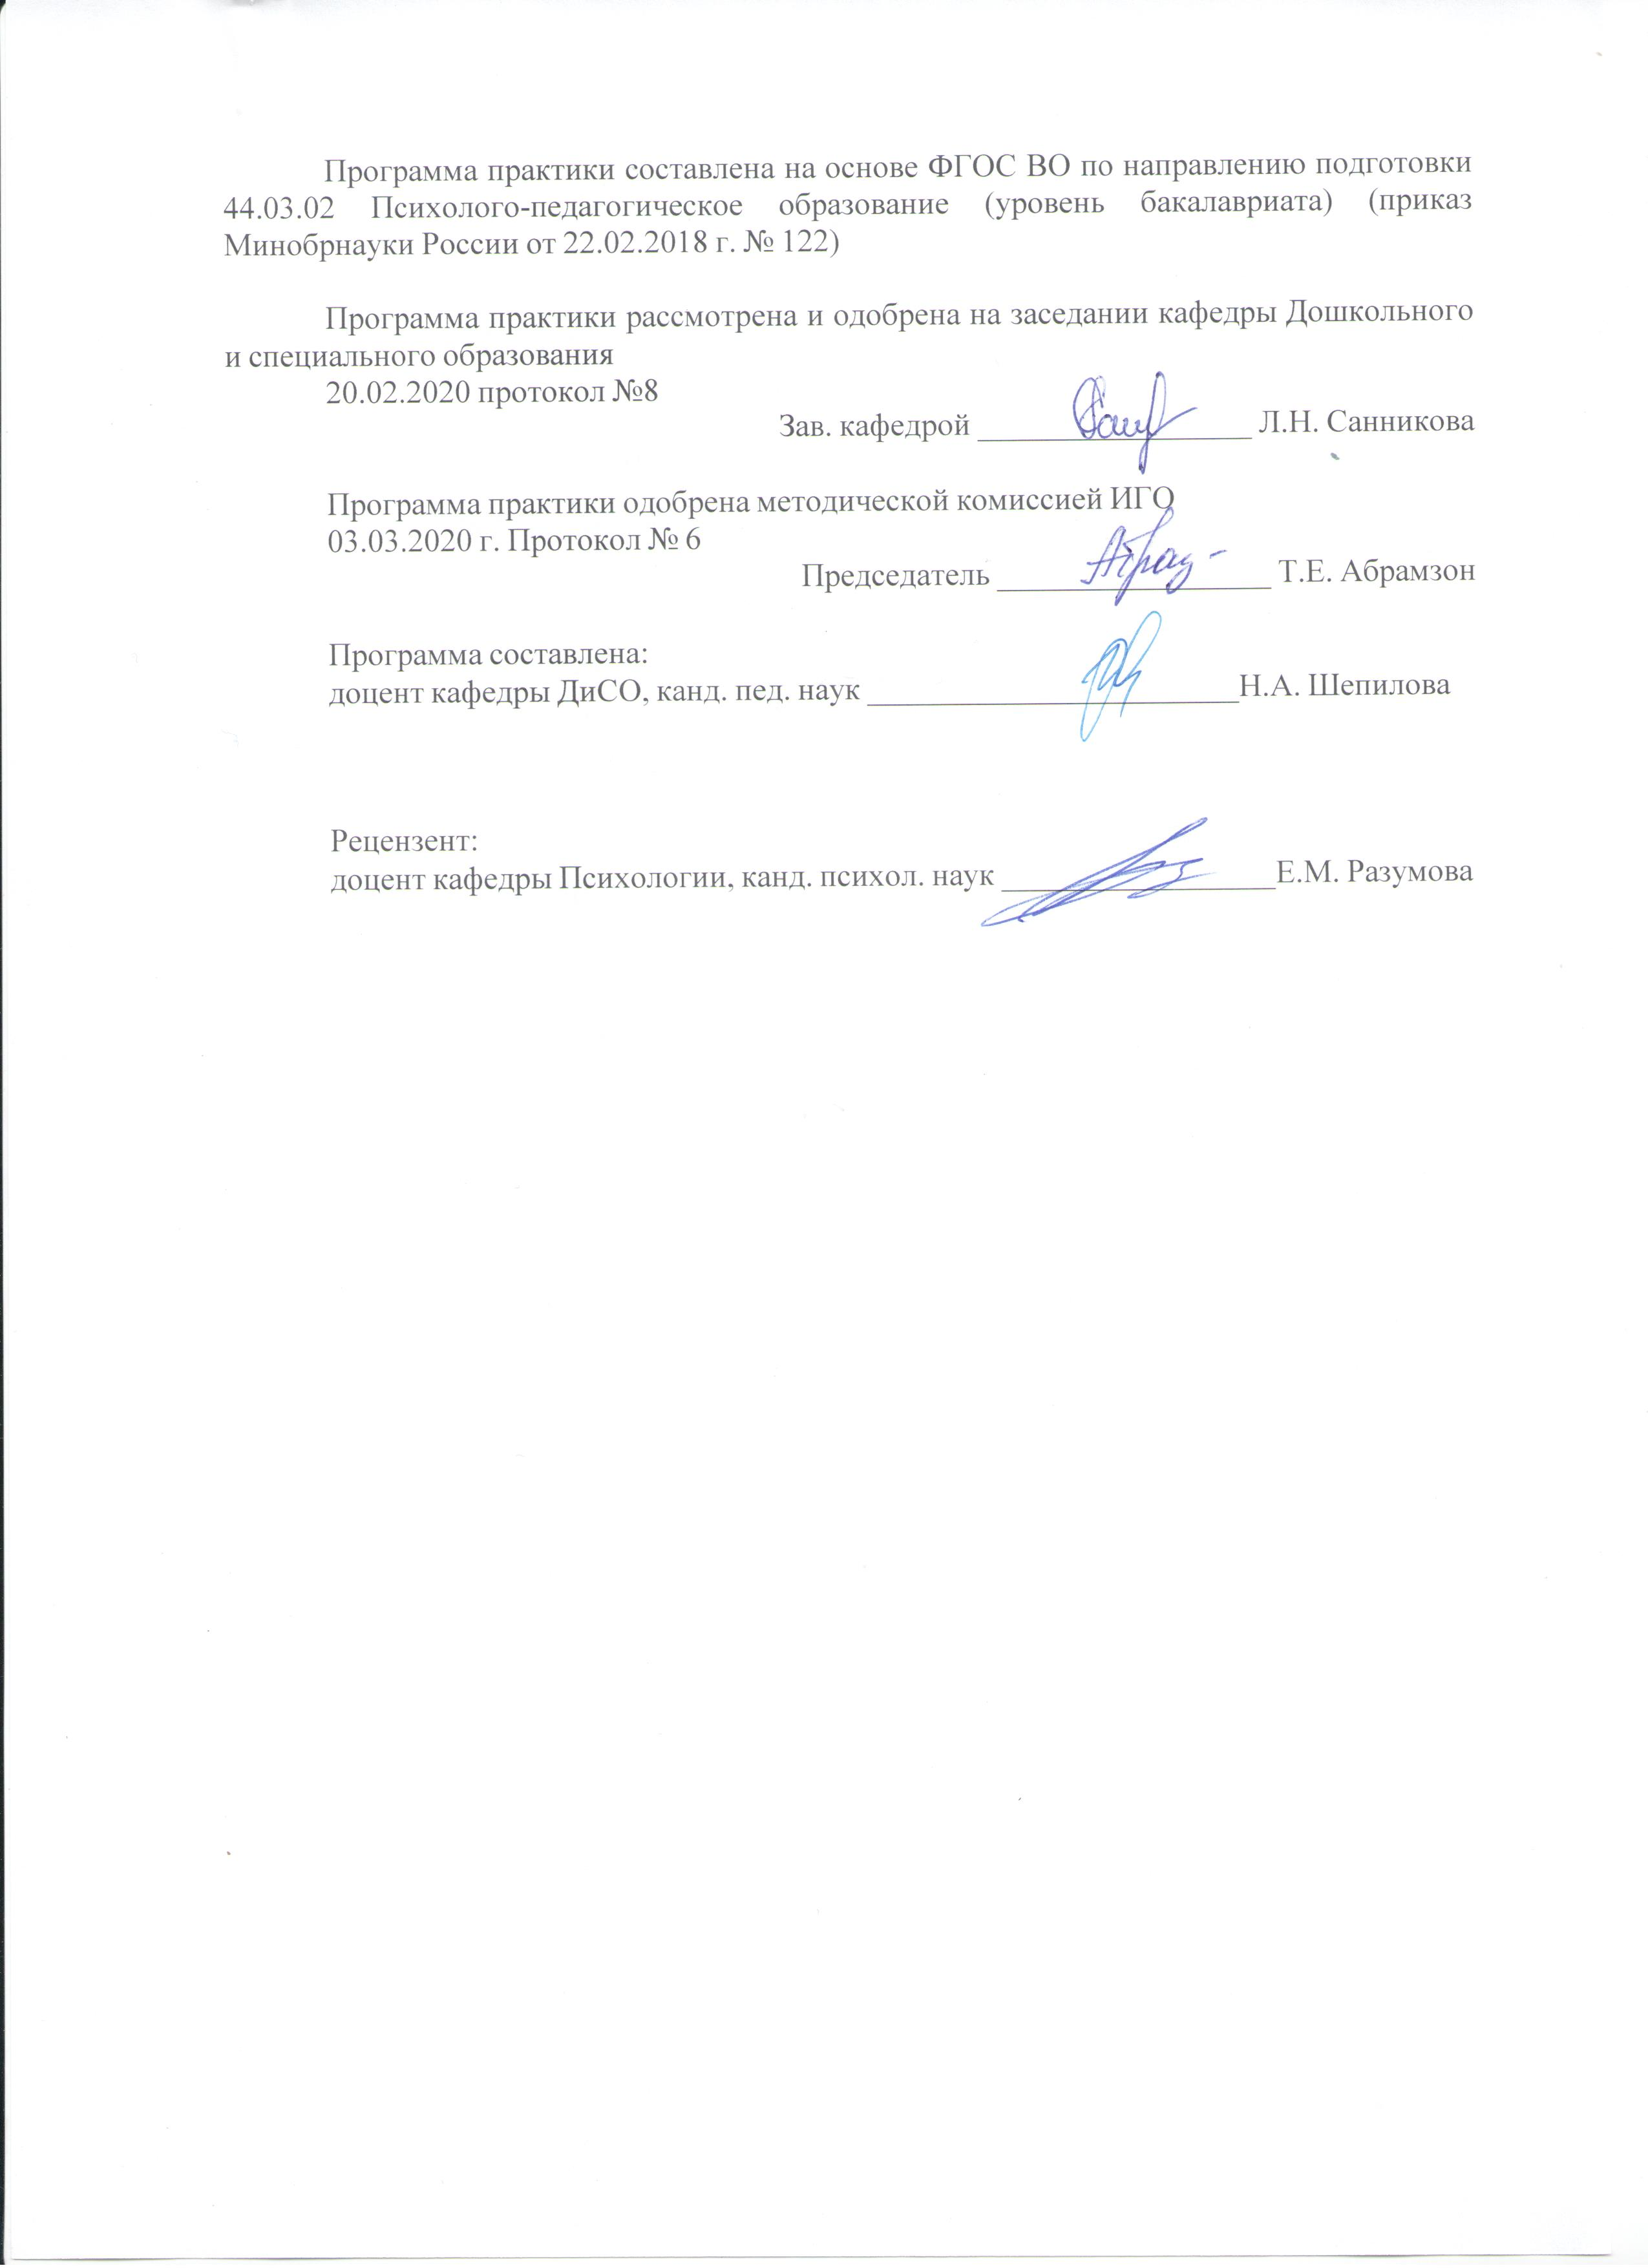 Программа практики составлена на основе ФГОС ВО по направлению подготовки
44.03.02 Психолого-педагогическое образование (уровень бакалавриата) (приказ
Минобрнауки России от 22.02.2018 г. № 122)
Программа практики рассмотрена и одобрена на заседании кафедры Дошкольного
и специального образования
20.02.2020 протокол №8
Зав. кафедрой ____________________ Л.Н. Санникова
Программа практики одобрена методической комиссией ИГО
03.03.2020 г. Протокол № 6
Председатель ____________________ Т.Е. Абрамзон
Программа составлена:
доцент кафедры ДиСО, канд. пед. наук ___________________________Н.А. Шепилова
Рецензент:
доцент кафедры Психологии, канд. психол. наук ____________________Е.М. Разумова